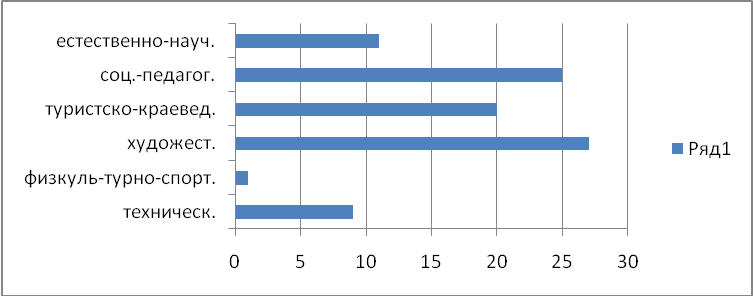 естественно-науч.
соц.-педагог.
туристско-краевед.
художест.
Ряд1
физкуль-турно-спорт.
техническ.
0 5 10 15 20 25 30